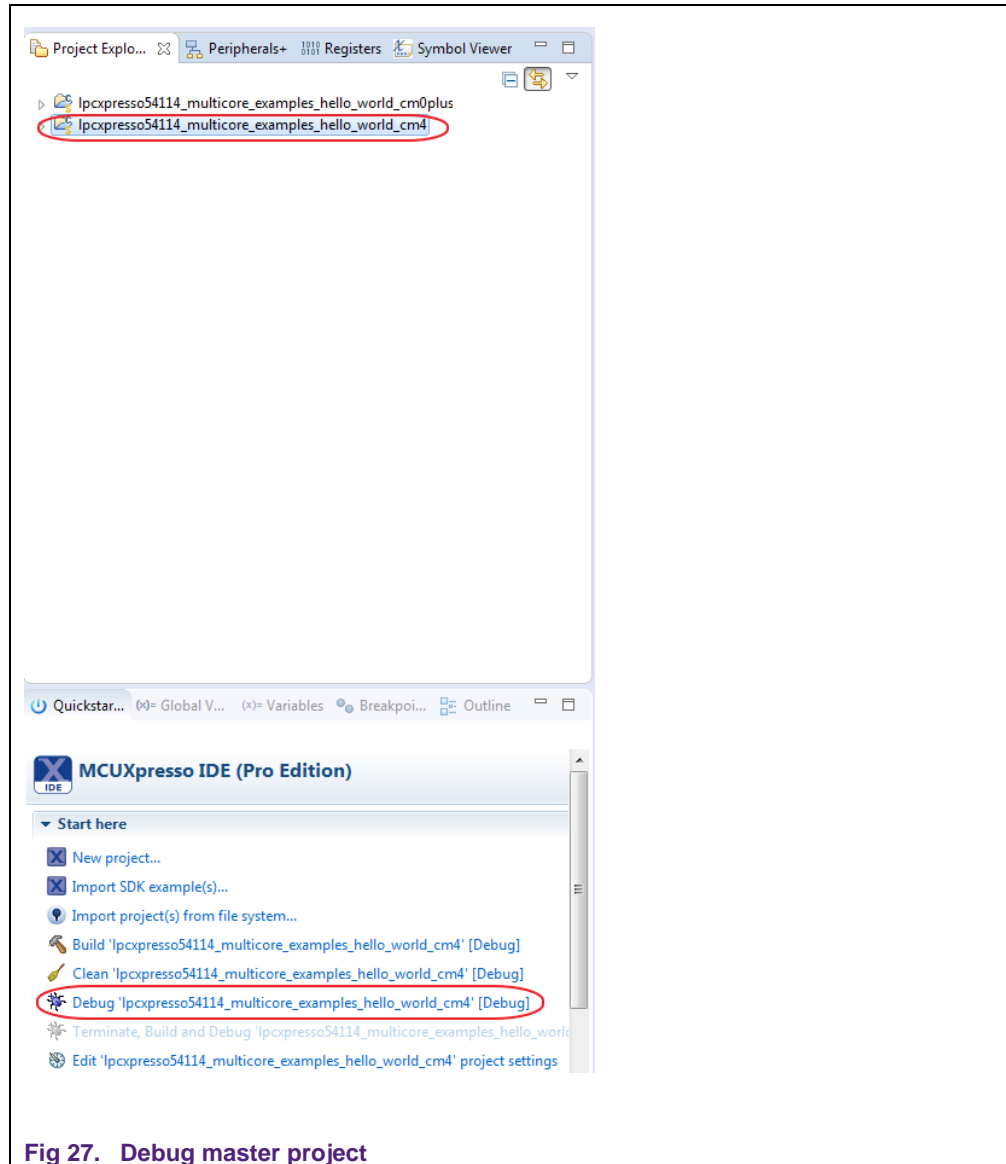 Project Explo... Peripherals+ Registers Symbol Viewer
lpcxpresso54114_multicore_examples_hello_world_cm0plus
lpcxpresso54114_multicore_examples_hello_world_cm4
Quickstar... (x)= Global V... (x)= Variables Breakpoi... Outline
IDE
MCUXpresso IDE (Pro Edition)
Start here
New project...
Import SDK example(s)...
Import project(s) from file system...
Build 'lpcxpresso54114_multicore_examples_hello_world_cm4' [Debug]
Clean 'lpcxpresso54114_multicore_examples_hello_world_cm4' [Debug]
Debug 'lpcxpresso54114_multicore_examples_hello_world_cm4' [Debug]
Terminate, Build and Debug 'lpcxpresso54114_multicore_examples_hello_worl
Edit 'lpcxpresso54114_multicore_examples_hello_world_cm4' project settings
Fig 27. Debug master project